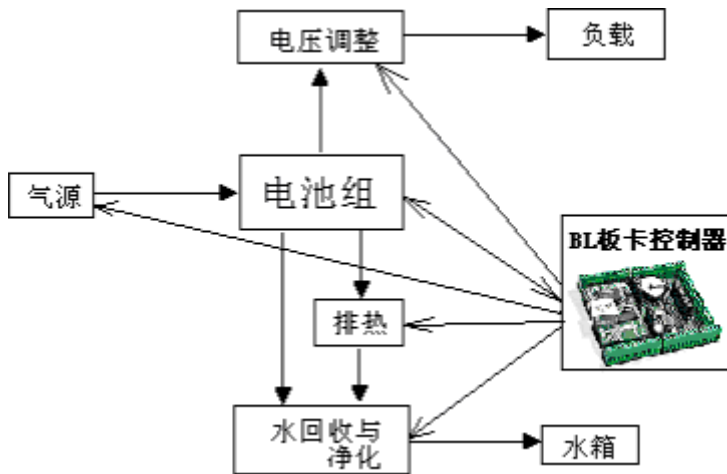 电压调整
负载
电池组
气源
BL板卡控制器
排热
水回收与
净化
水箱